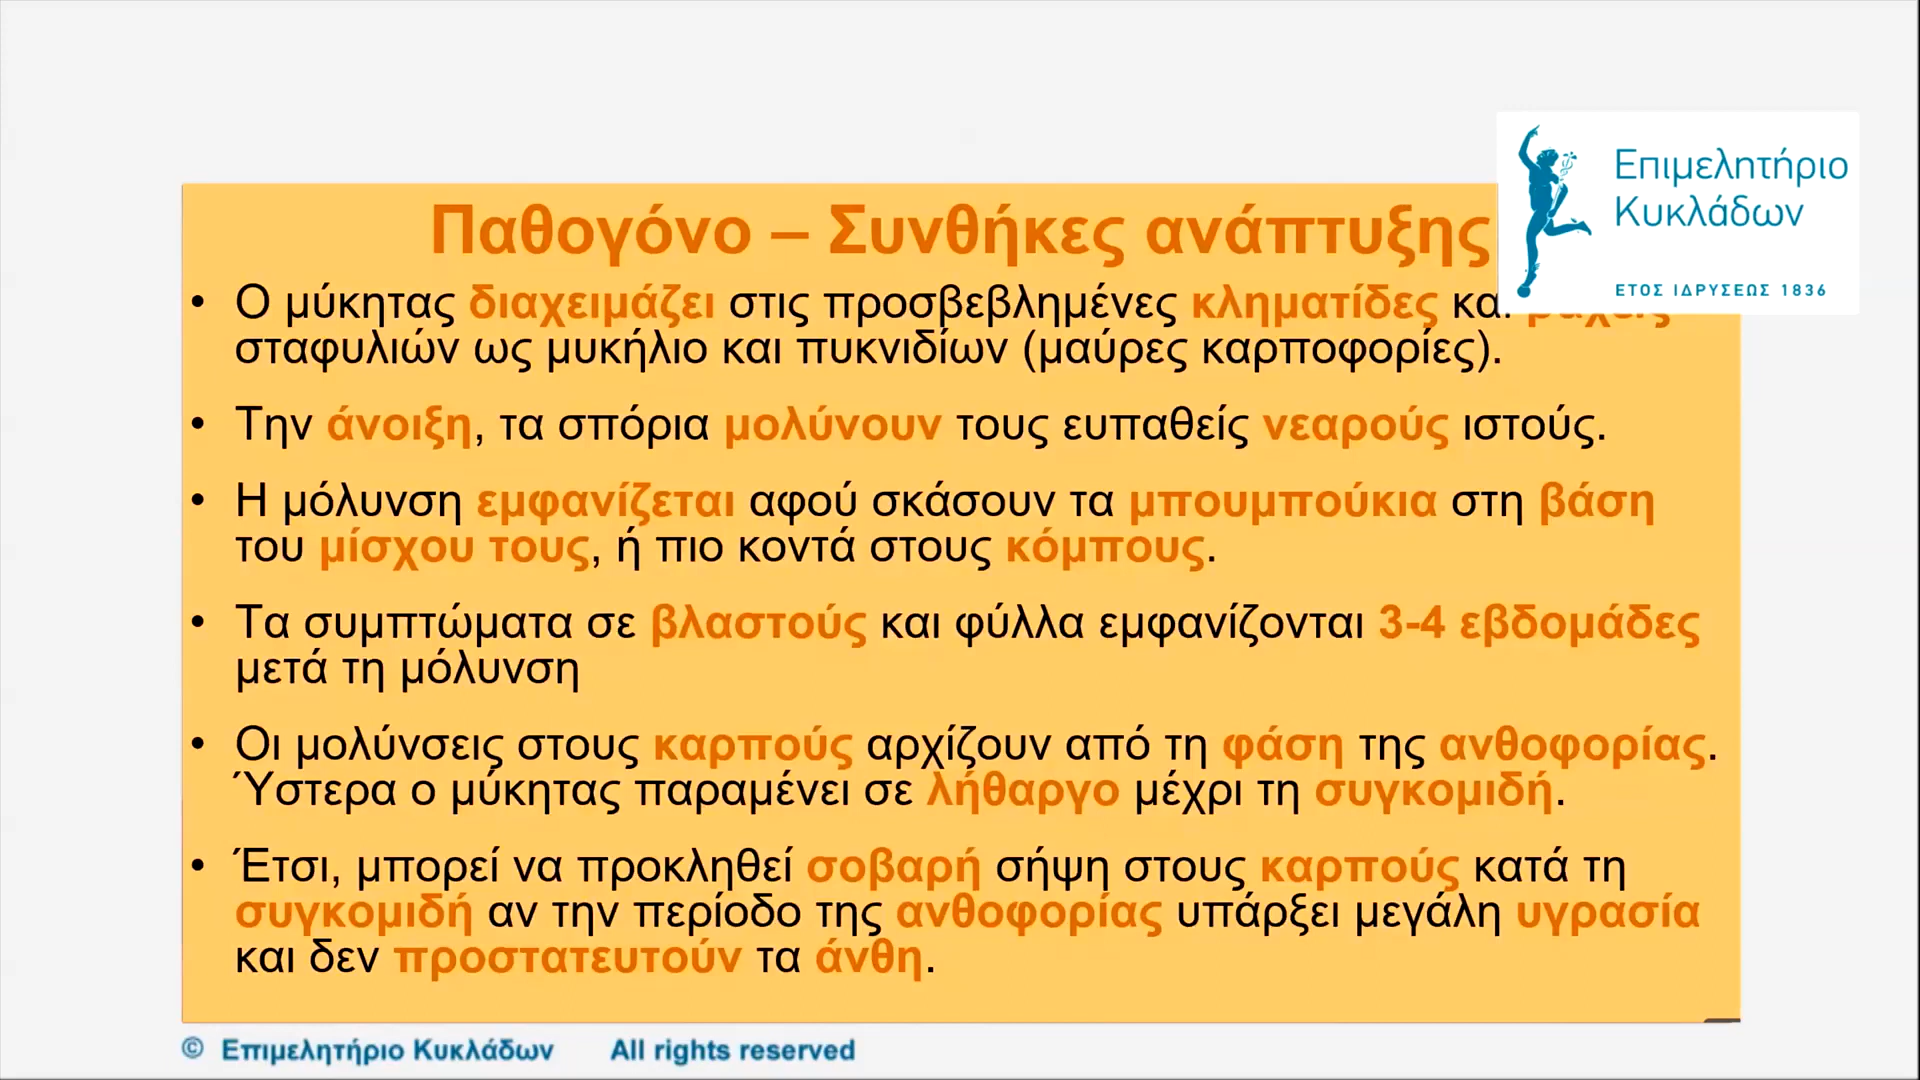 Επιμελητήριο
Κυκλάδων
ΕΤΟΣ ΙΔΡΥΣΕΩΣ 1836
Παθογόνο – Συνθήκες ανάπτυξης
• Ο μύκητας διαχειμάζει στις προσβεβλημένες κληματίδες
σταφυλιών ως μυκήλιο και πυκνιδίων (μαύρες καρποφορίες).
• Την άνοιξη, τα σπόρια μολύνουν τους ευπαθείς νεαρούς ιστούς.
• Η μόλυνση εμφανίζεται αφού σκάσουν τα μπουμπούκια στη βάση
του μίσχου τους, ή πιο κοντά στους κόμπους.
• Τα συμπτώματα σε βλαστούς και φύλλα εμφανίζονται 3-4 εβδομάδες
μετά τη μόλυνση
• Οι μολύνσεις στους καρπούς αρχίζουν από τη φάση της ανθοφορίας.
Ύστερα ο μύκητας παραμένει σε λήθαργο μέχρι τη συγκομιδή.
• Έτσι, μπορεί να προκληθεί σοβαρή σήψη στους καρπούς κατά τη
συγκομιδή αν την περίοδο της ανθοφορίας υπάρξει μεγάλη υγρασία
και δεν προστατευτούν τα άνθη.
© Επιμελητήριο Κυκλάδων All rights reserved